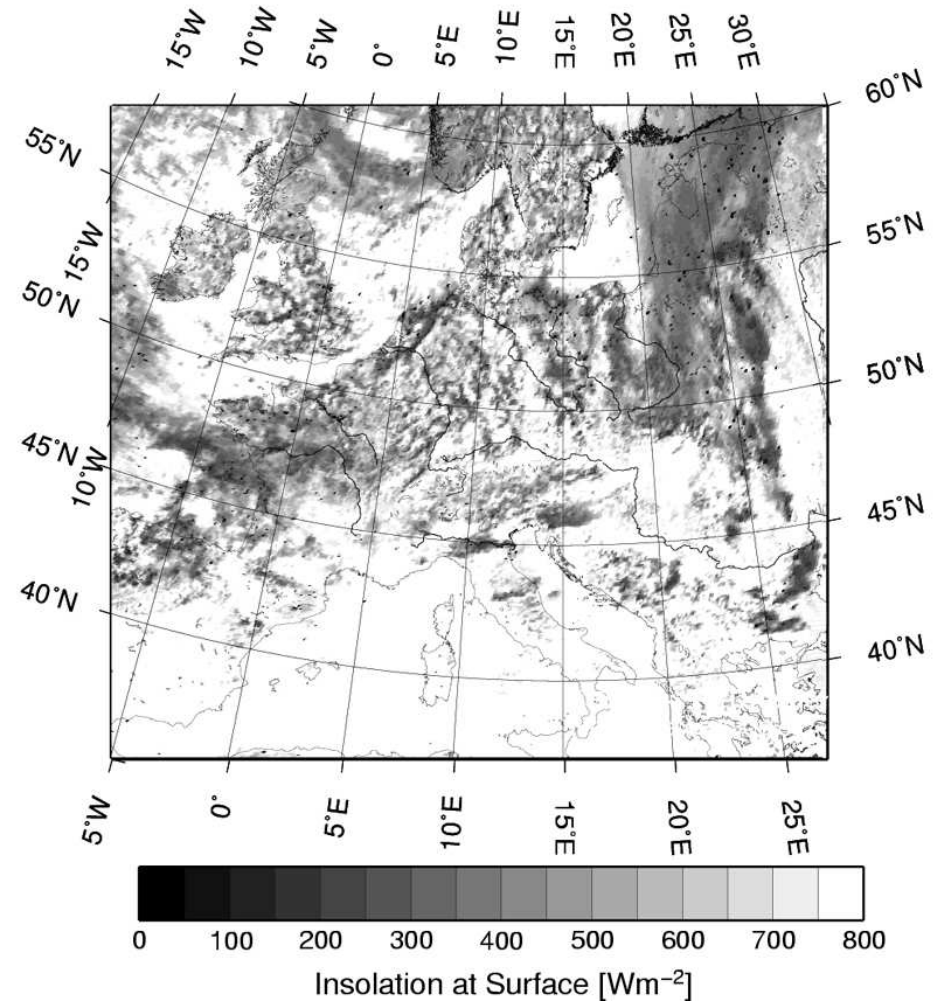 15°W 10°W 5°W 0° 5°E 10°E 15°E 20°E 25°E 30°E
60°N
55°N
55°N
15°W
50°N
50°N
45°N
10°W
45°N
40°N
40°N
5°W 0° 5°E 10°E 15°E 20°E 25°E
0 100 200 300 400 500 600 700 800
Insolation at Surface [Wm⁻²]